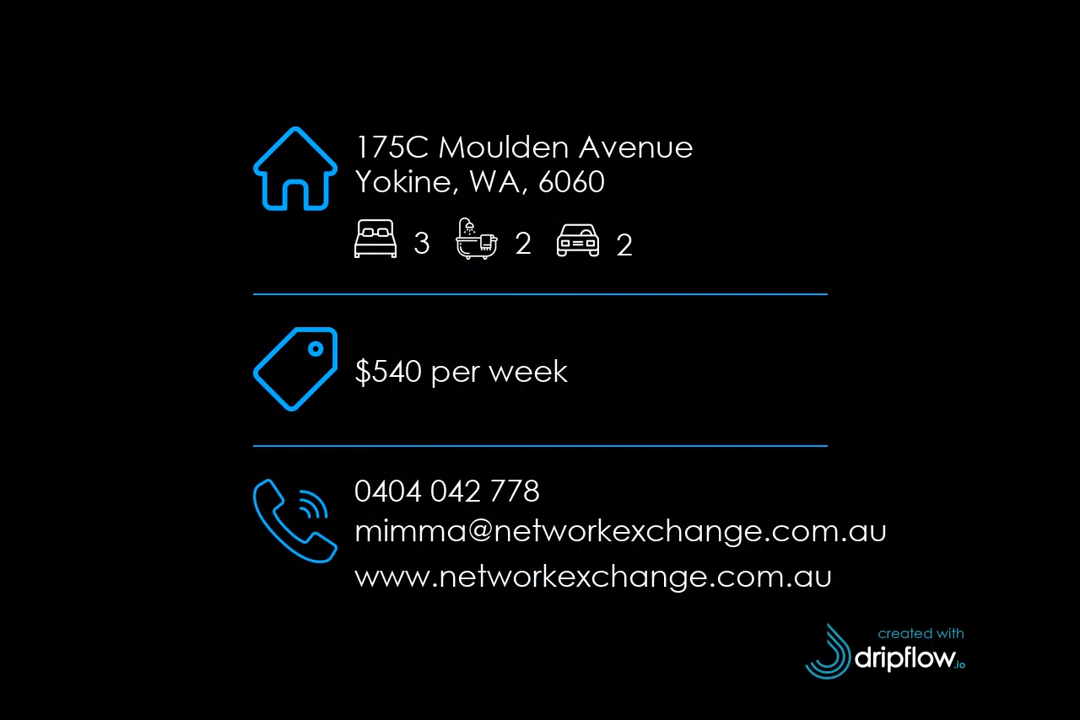 175C Moulden Avenue
Yokine, WA, 6060
3 2 2
$540 per week
0404 042 778
mimma@networkexchange.com.au
www.networkexchange.com.au
created with
dripflow.io